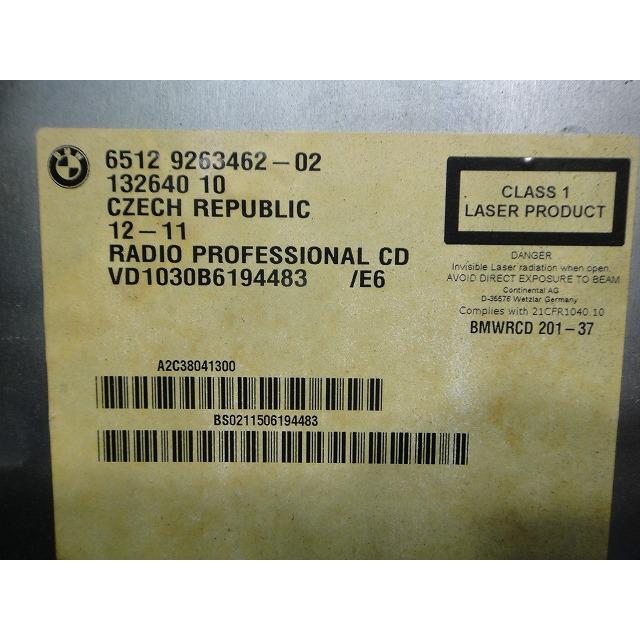 BMW
6512 9263462-02
132640 10
CZECH REPUBLIC
12-11
RADIO PROFESSIONAL CD
VD1030B6194483 /E6
CLASS 1
LASER PRODUCT
DANGER
Invisible Laser radiation when open.
AVOID DIRECT EXPOSURE TO BEAM
Continental AG
D-35576 Wetzlar Germany
Complies with 21CFR1040.10
BMWRCD 201-37
A2C38041300
BS0211506194483